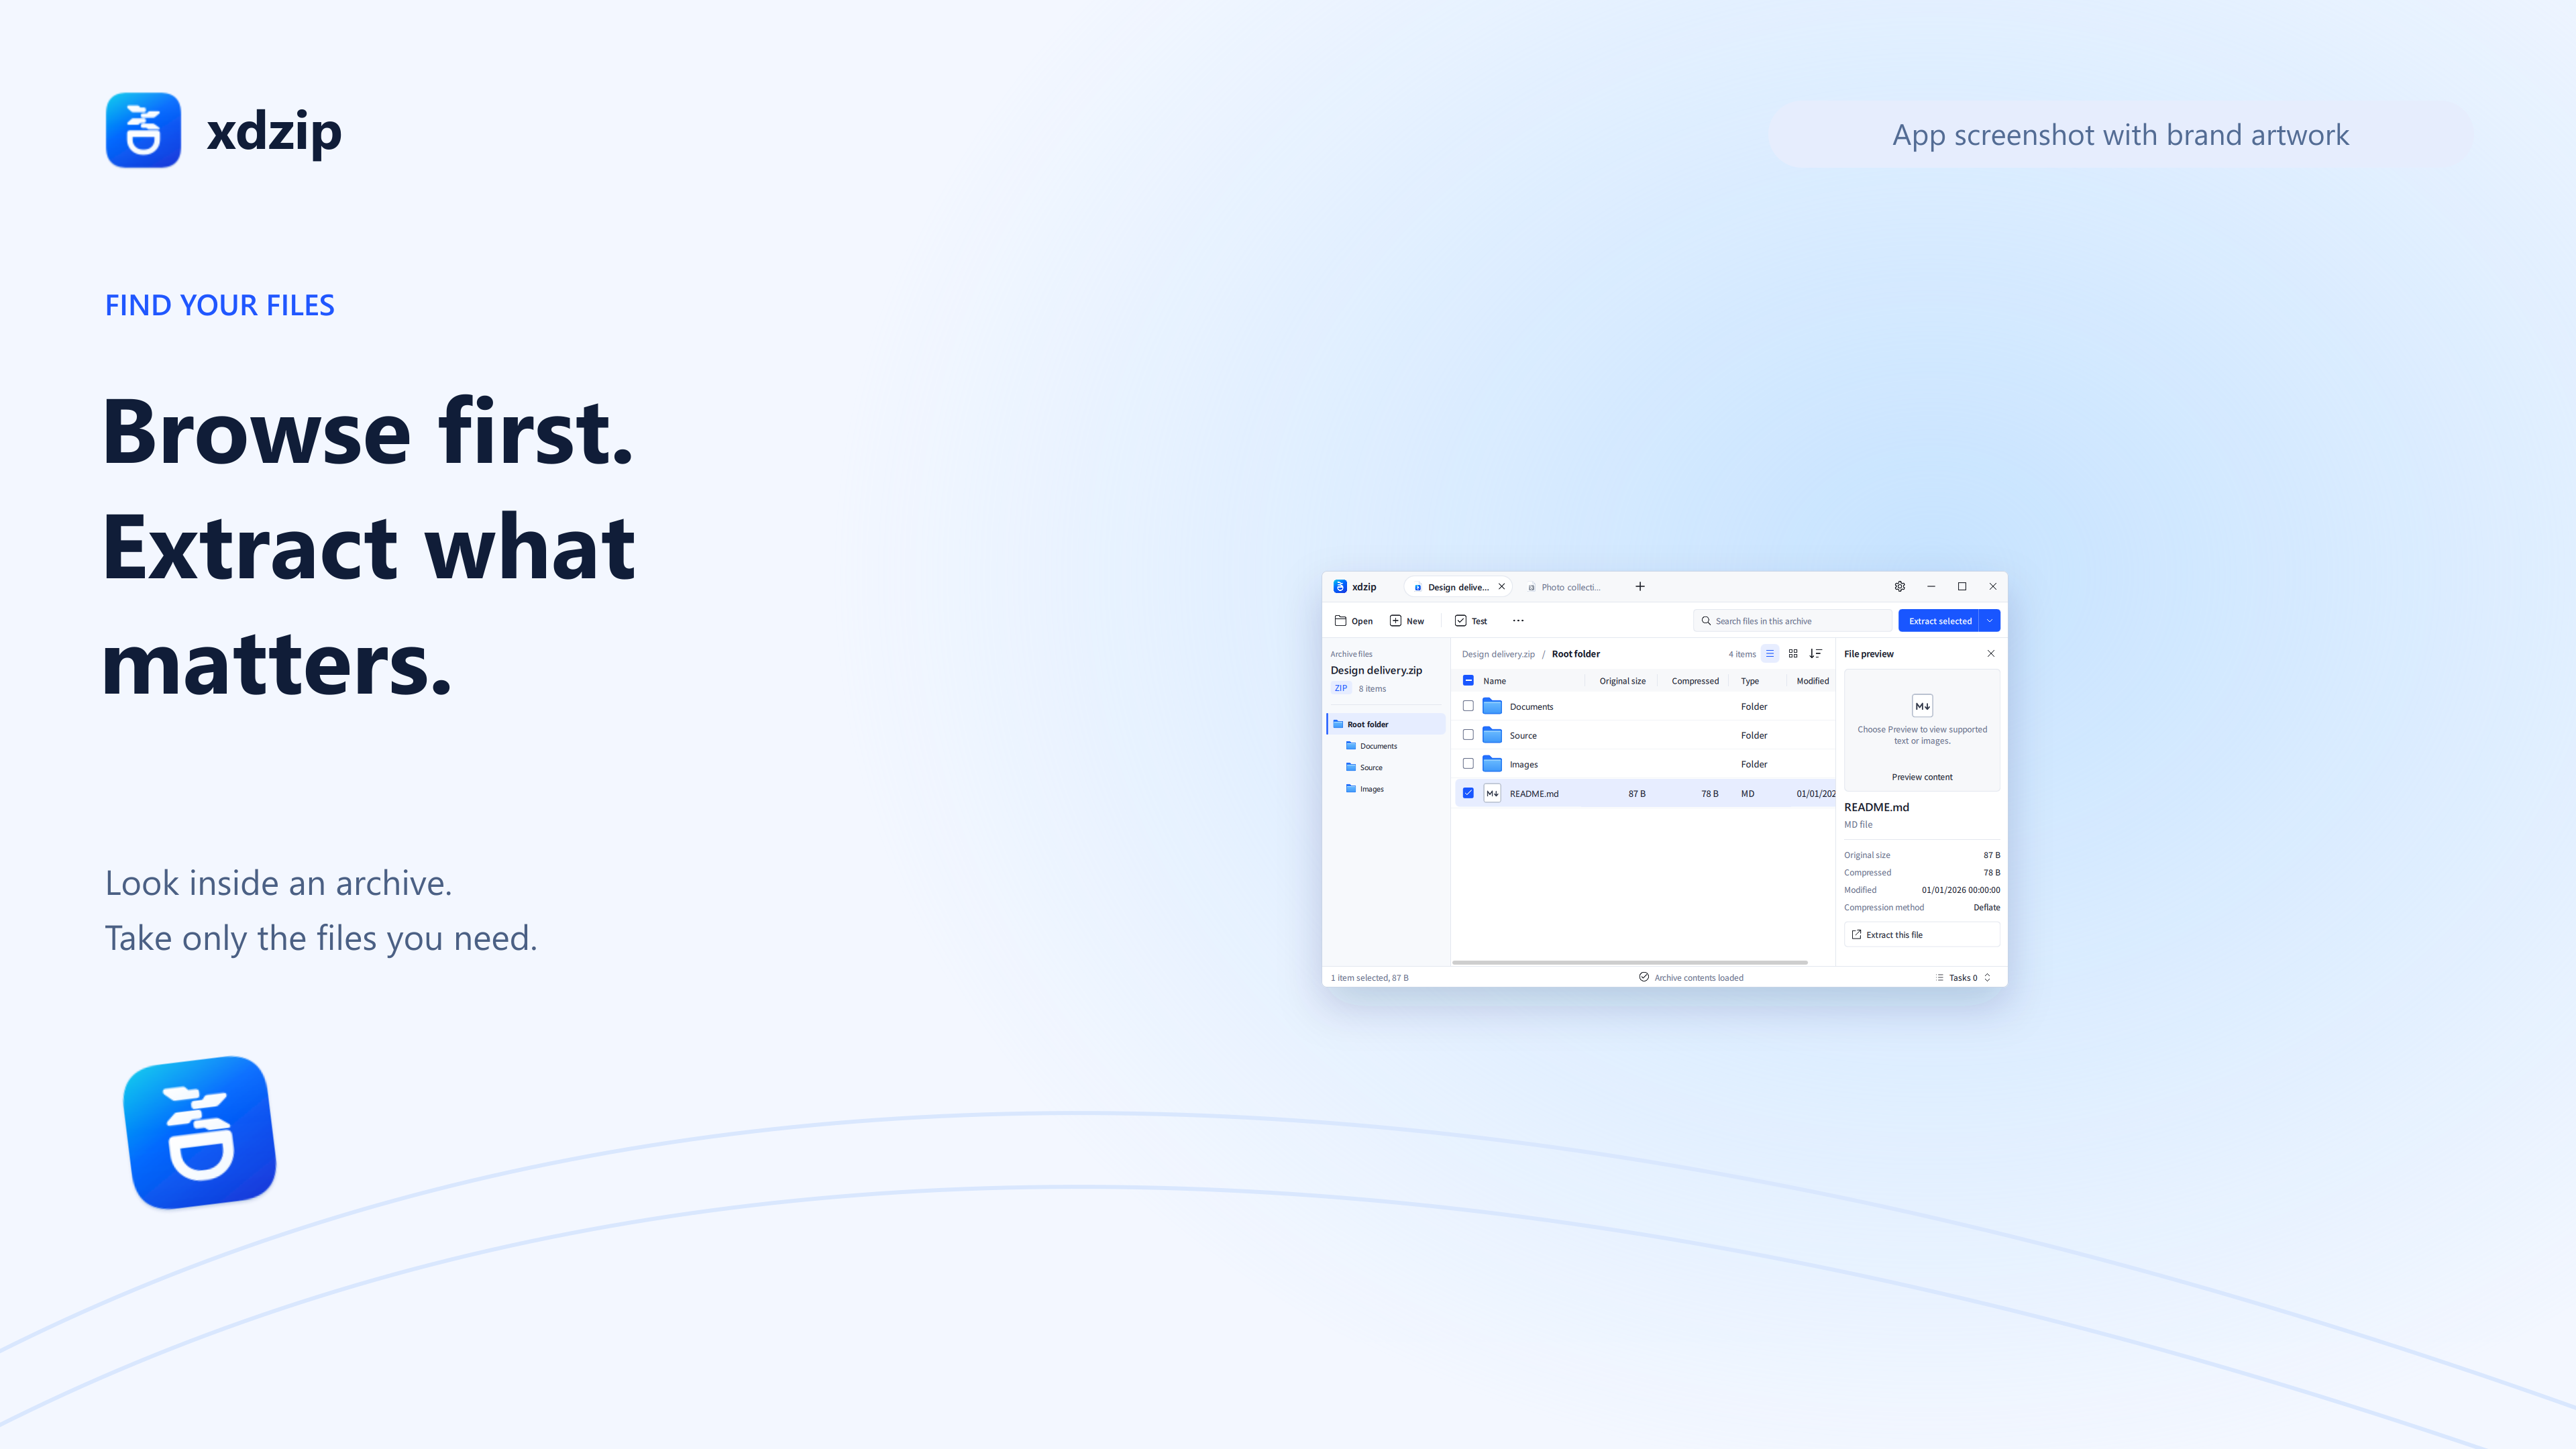 xdzip
App screenshot with brand artwork
FIND YOUR FILES
Browse first.
Extract what
matters.
Look inside an archive.
Take only the files you need.
xdzip
Design delive...
Photo collecti...
Open
New
Test
Search files in this archive
Extract selected
Archive files
Design delivery.zip
ZIP 8 items
Root folder
Documents
Source
Images
Design delivery.zip / Root folder
4 items
Name Original size Compressed Type Modified
Documents Folder
Source Folder
Images Folder
README.md 87 B 78 B MD 01/01/202
File preview
M↓
Choose Preview to view supported
text or images.
Preview content
README.md
MD file
Original size 87 B
Compressed 78 B
Modified 01/01/2026 00:00:00
Compression method Deflate
Extract this file
1 item selected, 87 B
Archive contents loaded
Tasks 0